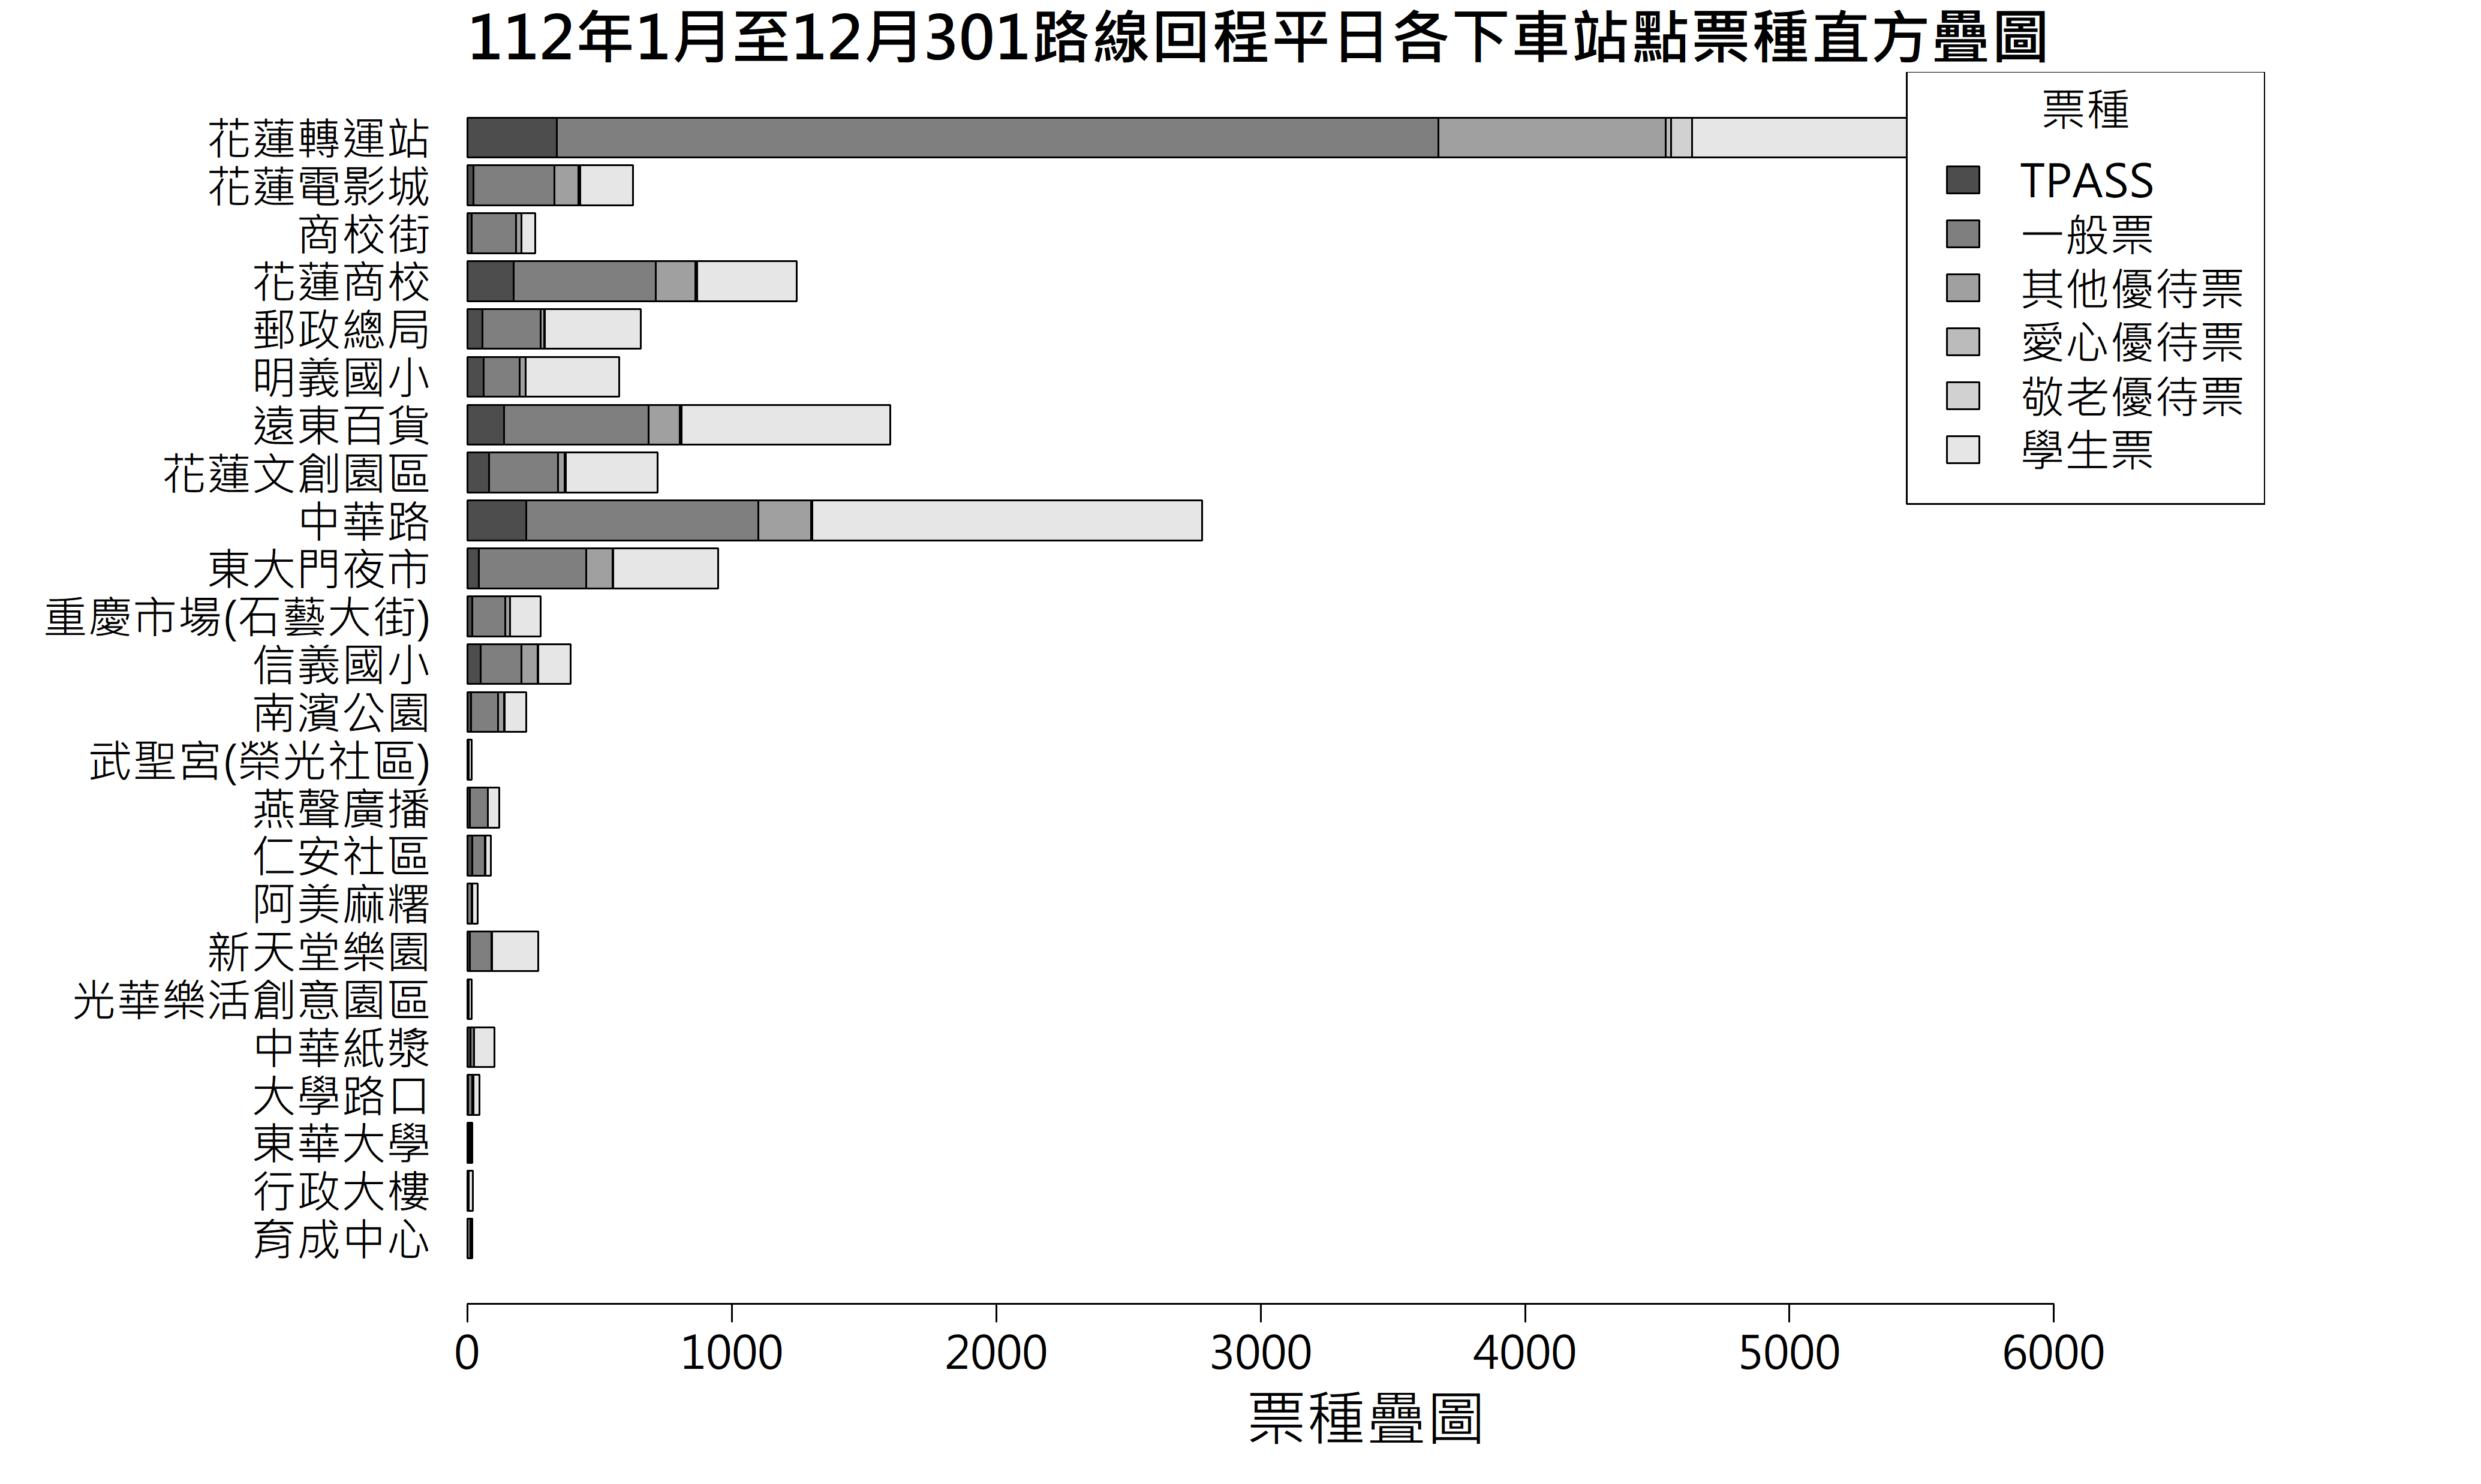 112年1月至12月301路線回程平日各下車站點票種直方疊圖
票種
TPASS
一般票
其他優待票
愛心優待票
敬老優待票
學生票
花蓮轉運站
花蓮電影城
商校街
花蓮商校
郵政總局
明義國小
遠東百貨
花蓮文創園區
中華路
東大門夜市
重慶市場(石藝大街)
信義國小
南濱公園
武聖宮(榮光社區)
燕聲廣播
仁安社區
阿美麻糬
新天堂樂園
光華樂活創意園區
中華紙漿
大學路口
東華大學
行政大樓
育成中心
0 1000 2000 3000 4000 5000 6000
票種疊圖